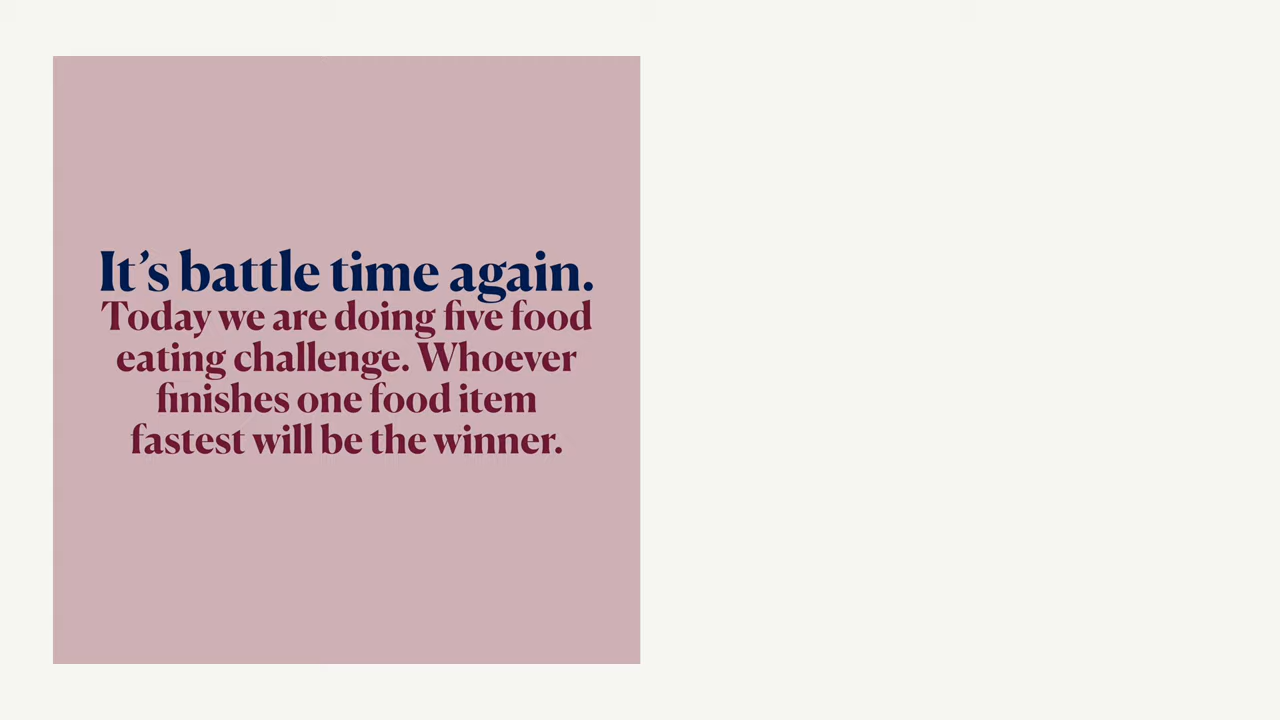 It’s battle time again.
Today we are doing five food
eating challenge. Whoever
finishes one food item
fastest will be the winner.